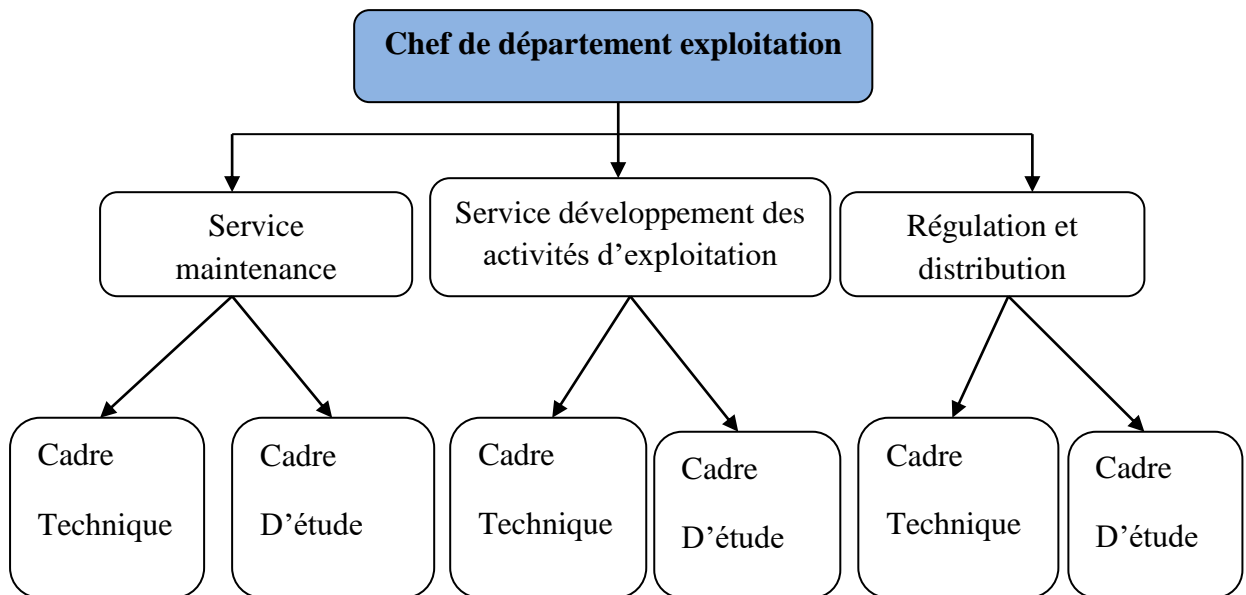 Chef de département exploitation
Service
maintenance
Service développement des
activités d’exploitation
Régulation et
distribution
Cadre
Technique
Cadre
D’étude
Cadre
Technique
Cadre
D’étude
Cadre
Technique
Cadre
D’étude